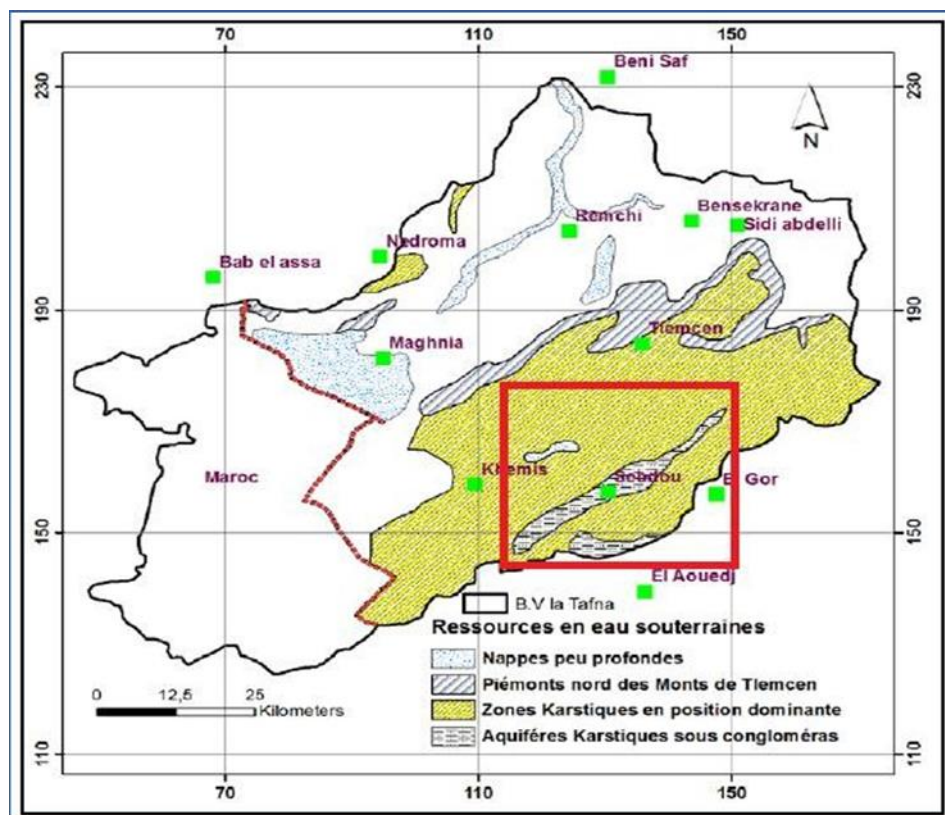 70 110 150
230 230
Beni Saf
N
Bensekrane
Remchi
Sidi abdelli
Nedroma
Bab el assa
190 190
Tlemcen
Maghnia
Maroc
Khemis
Sebdou
El Gor
150 150
El Aouedj
B.V la Tafna
Ressources en eau souterraines
Nappes peu profondes
Piémonts nord des Monts de Tlemcen
0 12,5 25
Kilometers
Zones Karstiques en position dominante
Aquiféres Karstiques sous congloméras
110 110
70 110 150